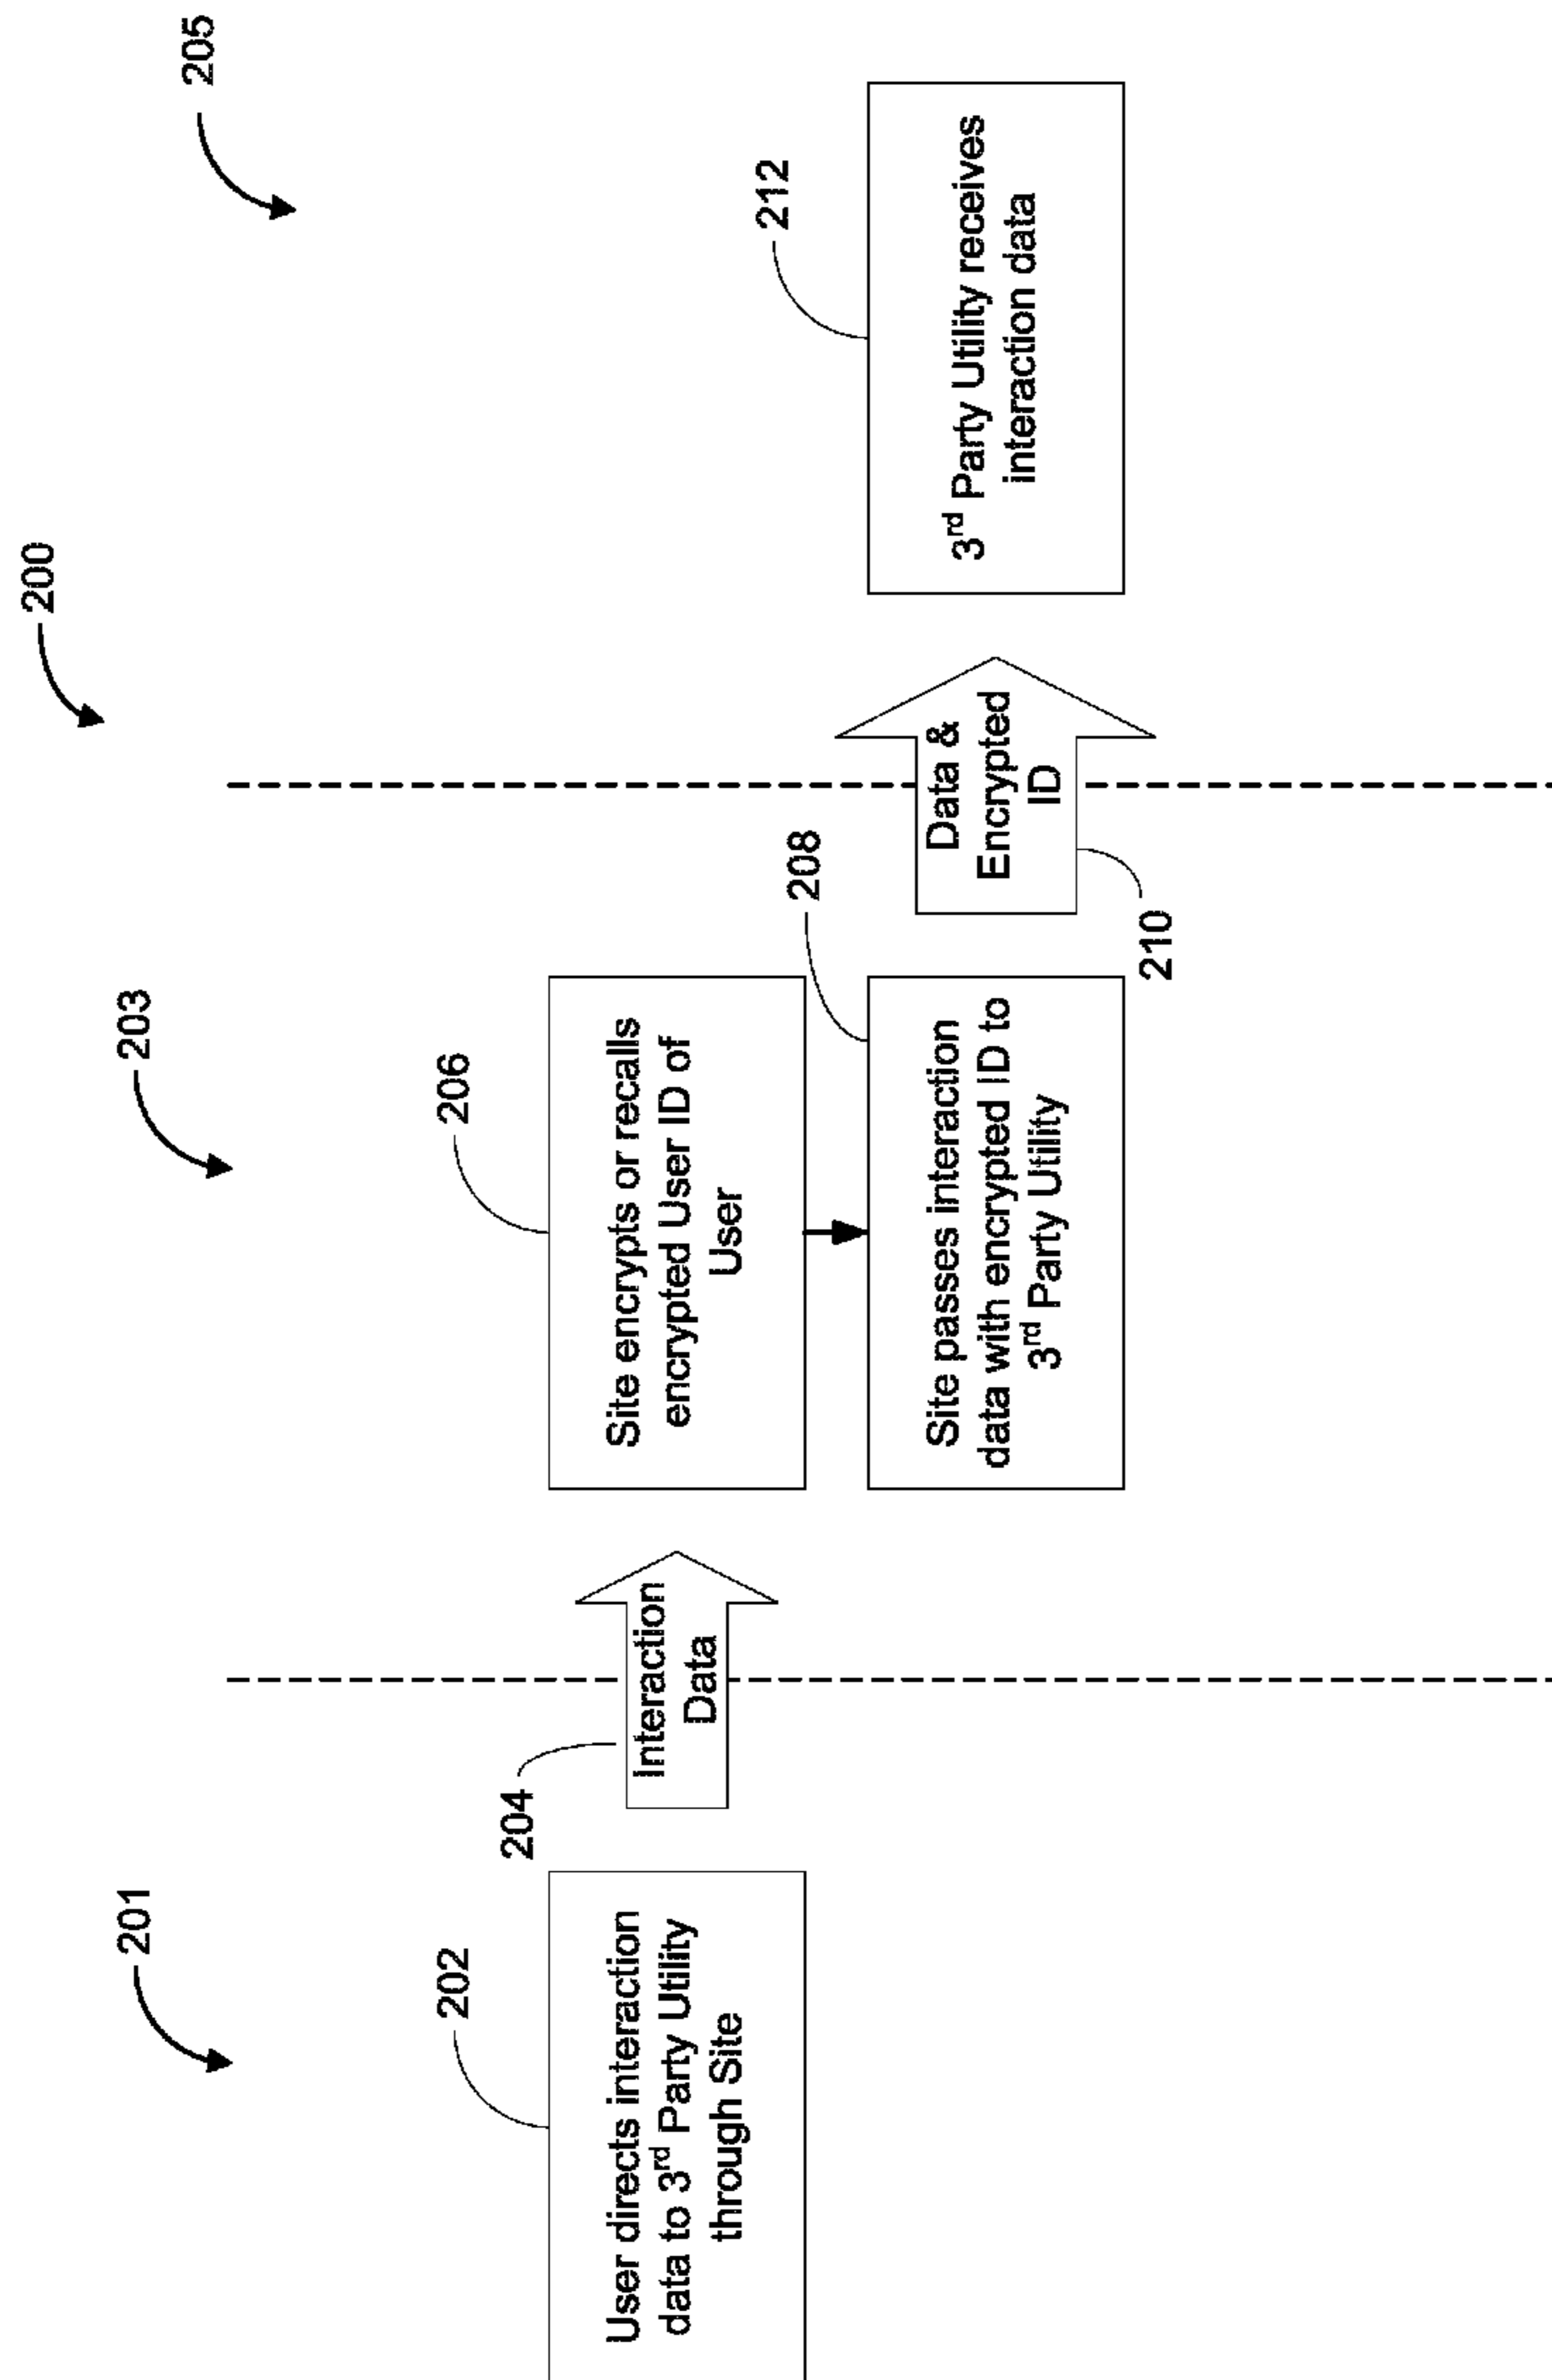 200
201
203
205
202
User directs interaction
data to 3rd Party Utility
through Site
204
Interaction
Data
206
Site encrypts or recalls
encrypted User ID of
User
208
Site passes interaction
data with encrypted ID to
3rd Party Utility
Data &
Encrypted
ID
210
212
3rd Party Utility receives
interaction data